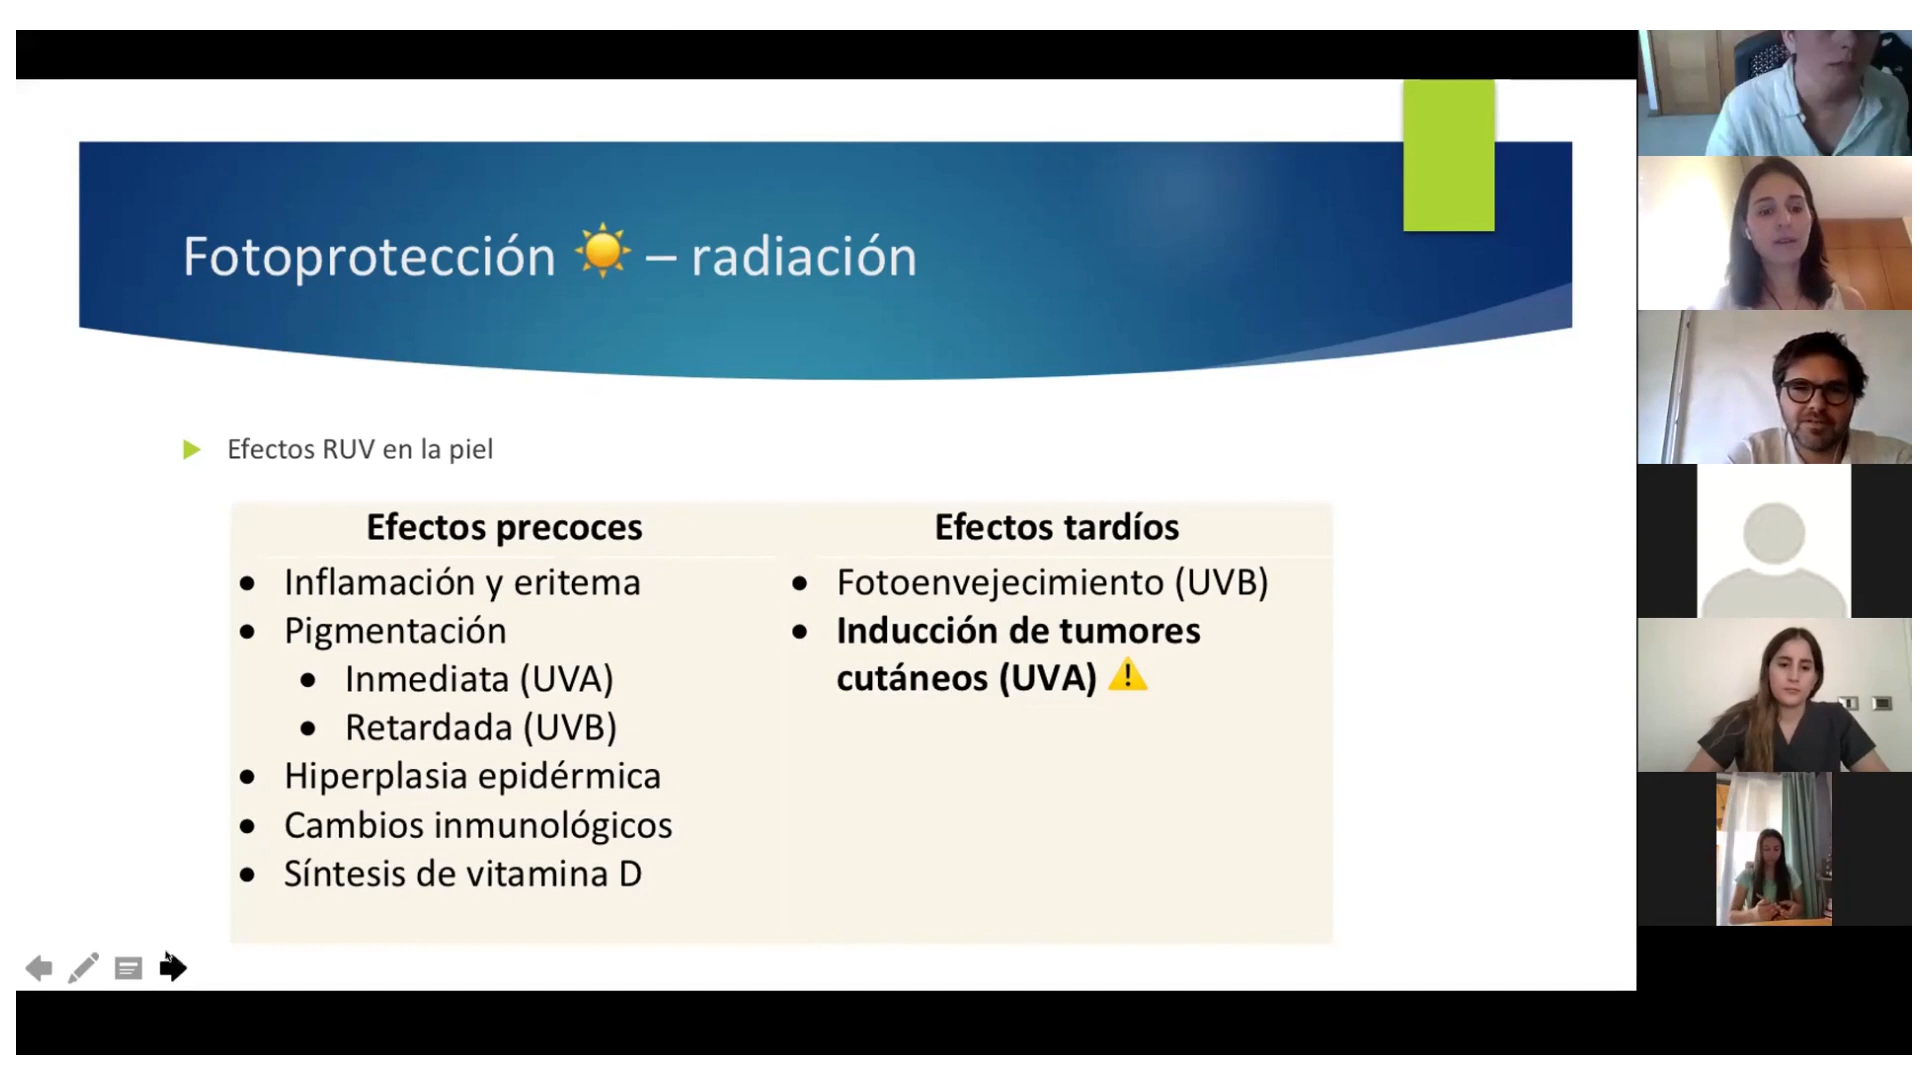 Fotoprotección ☀️ – radiación
Efectos RUV en la piel
Efectos precoces
Inflamación y eritema
Pigmentación
Inmediata (UVA)
Retardada (UVB)
Hiperplasia epidérmica
Cambios inmunológicos
Síntesis de vitamina D
Efectos tardíos
Fotoenvejecimiento (UVB)
Inducción de tumores
cutáneos (UVA) ⚠️